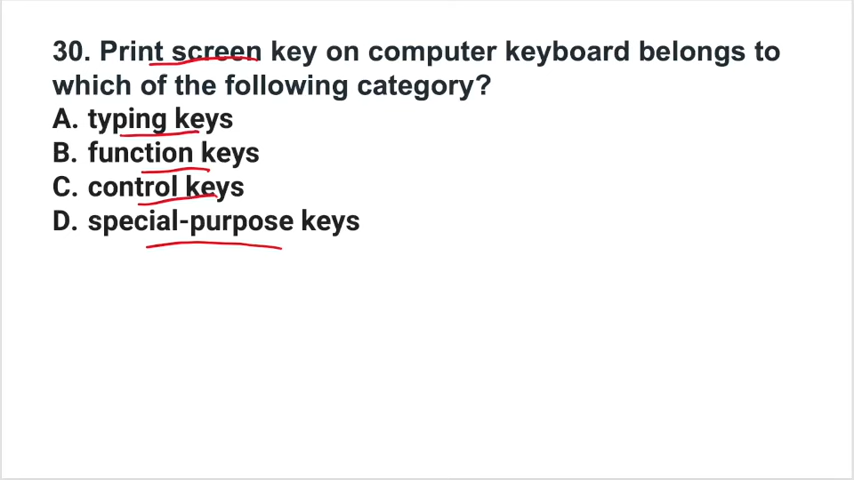 30. Print screen key on computer keyboard belongs to
which of the following category?
A. typing keys
B. function keys
C. control keys
D. special-purpose keys